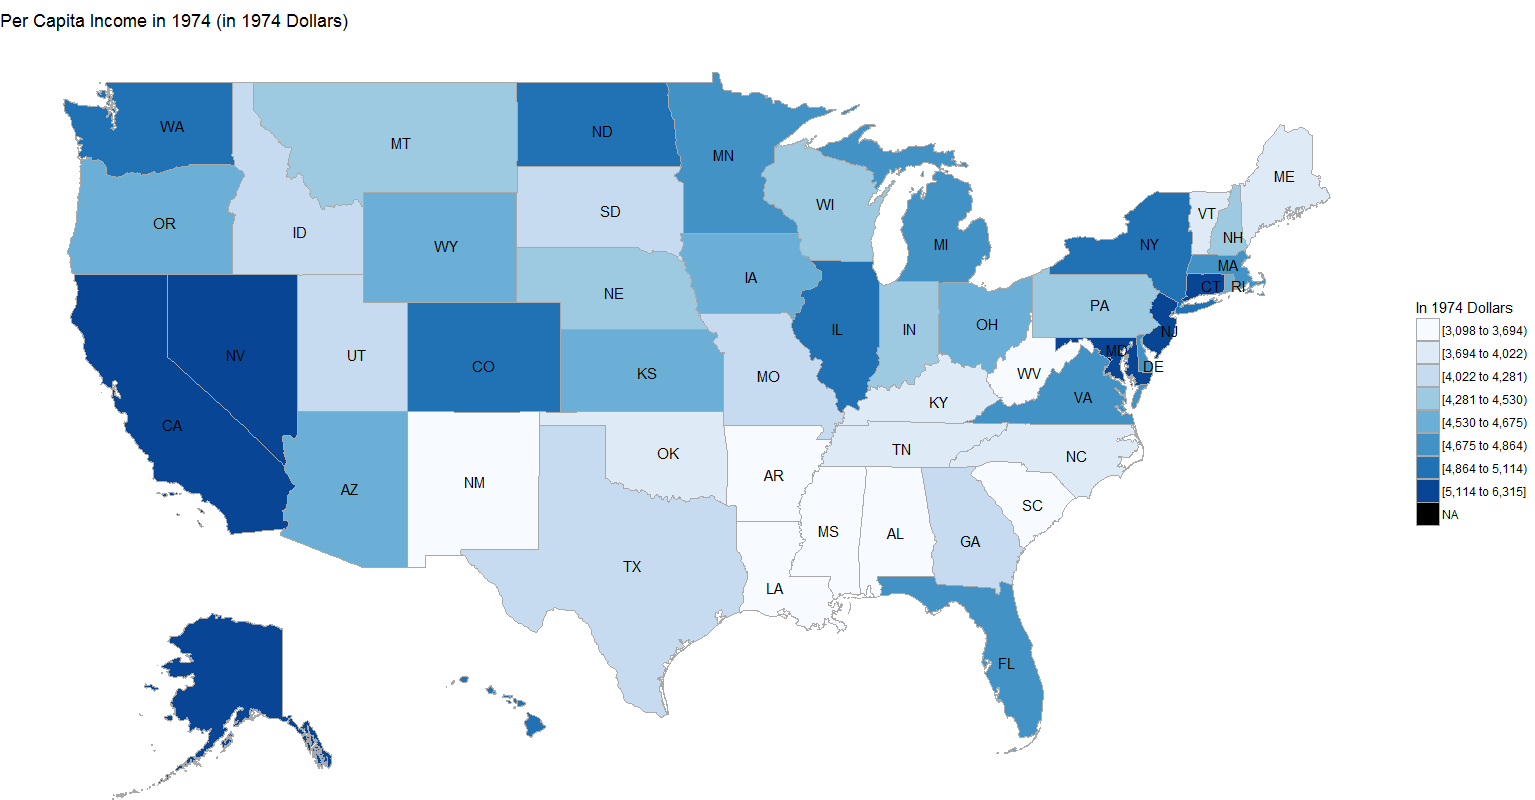 Per Capita Income in 1974 (in 1974 Dollars)
WA
ND
MT
MN
ME
SD
WI
VT
OR
ID
NH
WY
MI
NY
MA
IA
CT
RI
NE
PA
OH
IN
IL
NJ
NV
UT
MD
CO
DE
KS
WV
MO
VA
KY
CA
TN
OK
NC
AR
NM
AZ
SC
MS
AL
GA
TX
LA
FL
In 1974 Dollars
[3,098 to 3,694)
[3,694 to 4,022)
[4,022 to 4,281)
[4,281 to 4,530)
[4,530 to 4,675)
[4,675 to 4,864)
[4,864 to 5,114)
[5,114 to 6,315]
NA